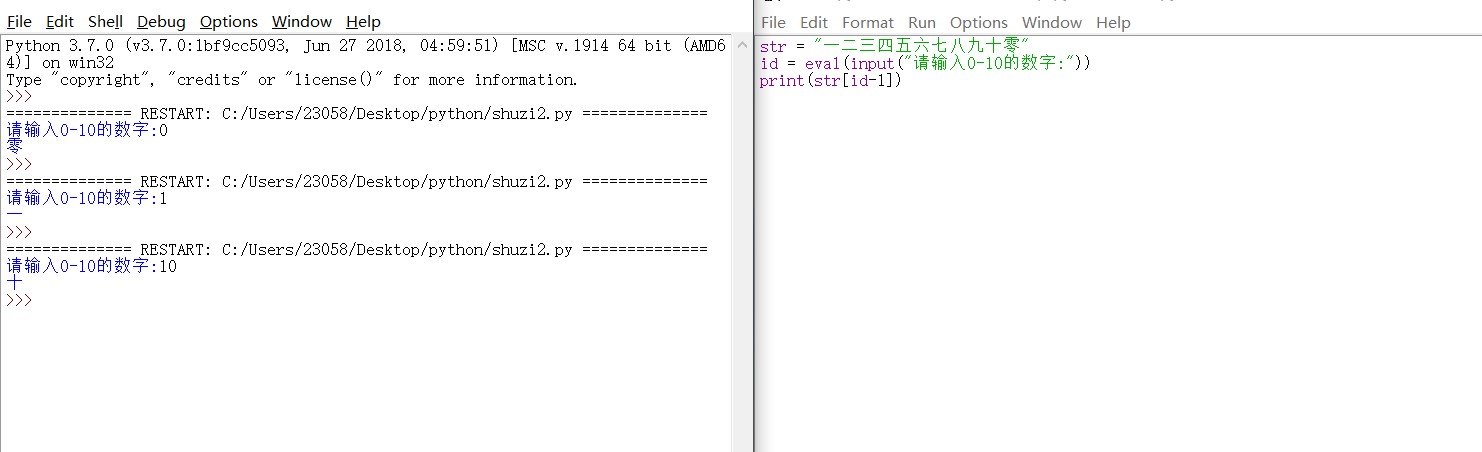 File Edit Shell Debug Options Window Help
Python 3.7.0 (v3.7.0:1bf9cc5093, Jun 27 2018, 04:59:51) [MSC v.1914 64 bit (AMD6
4)] on win32
Type "copyright", "credits" or "license()" for more information.
>>>
============== RESTART: C:/Users/23058/Desktop/python/shuzi2.py ==============
请输入0-10的数字:0
零
>>>
============== RESTART: C:/Users/23058/Desktop/python/shuzi2.py ==============
请输入0-10的数字:1
一
>>>
============== RESTART: C:/Users/23058/Desktop/python/shuzi2.py ==============
请输入0-10的数字:10
十
>>>
File Edit Format Run Options Window Help
str = "一二三四五六七八九十零"
id = eval(input("请输入0-10的数字:"))
print(str[id-1])